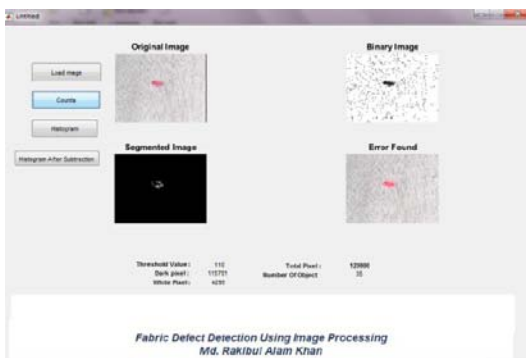 Untitled
Original Image
Binary Image
Load image
Counts
Histogram
Histogram After Subtraction
Segmented Image
Error Found
Threshold Value : 110
Total Pixel :
Dark pixel :
Number Of Object 35
White Pixel :
Fabric Defect Detection Using Image Processing
Md. Rakibul Alam Khan